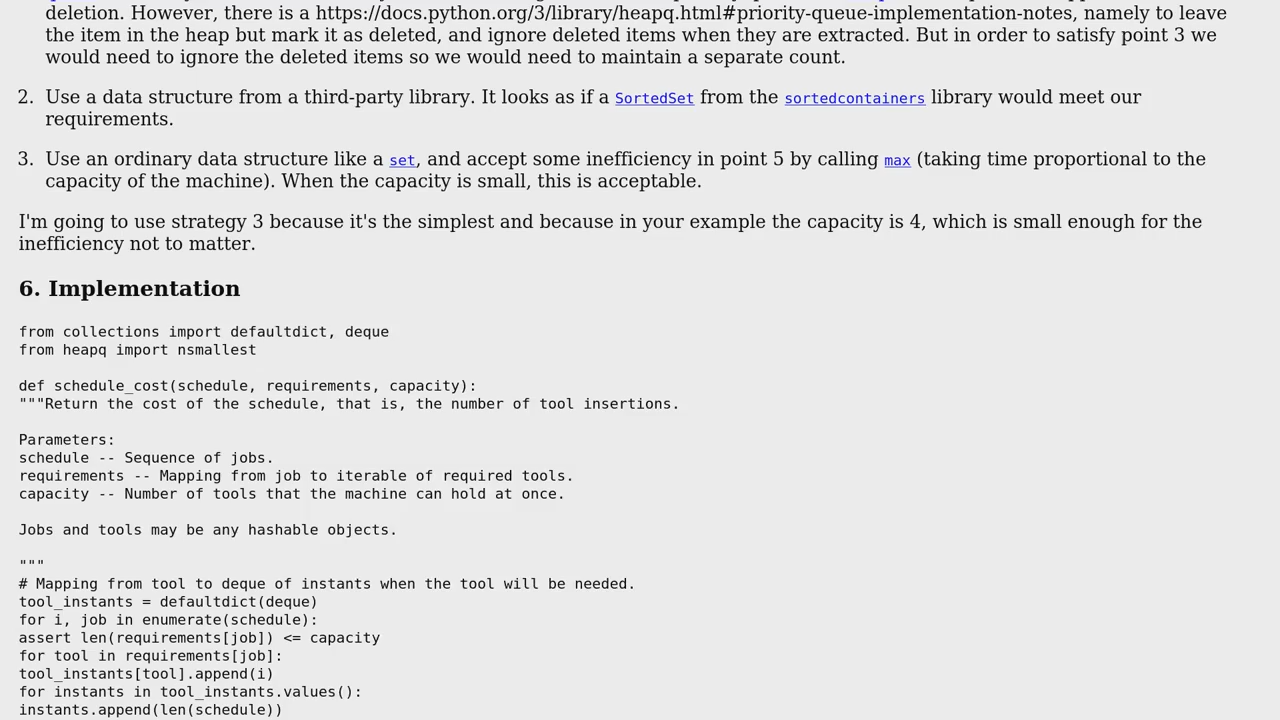 deletion. However, there is a https://docs.python.org/3/library/heapq.html#priority-queue-implementation-notes, namely to leave
the item in the heap but mark it as deleted, and ignore deleted items when they are extracted. But in order to satisfy point 3 we
would need to ignore the deleted items so we would need to maintain a separate count.
2. Use a data structure from a third-party library. It looks as if a SortedSet from the sortedcontainers library would meet our
requirements.
3. Use an ordinary data structure like a set, and accept some inefficiency in point 5 by calling max (taking time proportional to the
capacity of the machine). When the capacity is small, this is acceptable.
I'm going to use strategy 3 because it's the simplest and because in your example the capacity is 4, which is small enough for the
inefficiency not to matter.
6. Implementation
from collections import defaultdict, deque
from heapq import nsmallest
def schedule_cost(schedule, requirements, capacity):
"""Return the cost of the schedule, that is, the number of tool insertions.
Parameters:
schedule -- Sequence of jobs.
requirements -- Mapping from job to iterable of required tools.
capacity -- Number of tools that the machine can hold at once.
Jobs and tools may be any hashable objects.
"""
# Mapping from tool to deque of instants when the tool will be needed.
tool_instants = defaultdict(deque)
for i, job in enumerate(schedule):
assert len(requirements[job]) <= capacity
for tool in requirements[job]:
tool_instants[tool].append(i)
for instants in tool_instants.values():
instants.append(len(schedule))